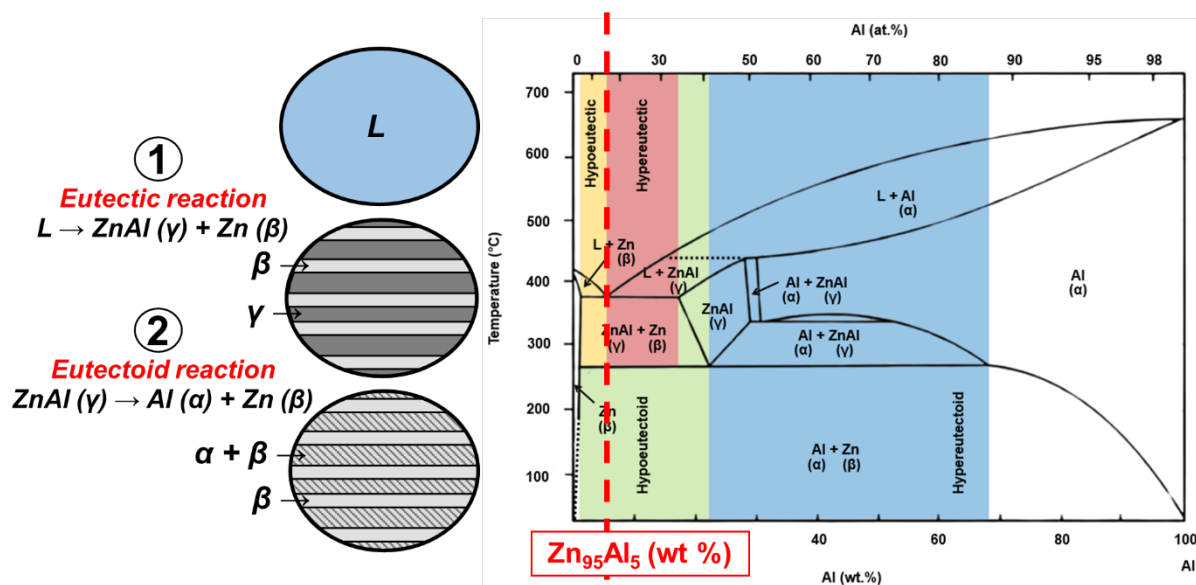 L
1
Eutectic reaction
L → ZnAl (γ) + Zn (β)
β
γ
2
Eutectoid reaction
ZnAl (γ) → Al (α) + Zn (β)
α + β
β
Al (at.%)
0 30 50 60 70 80 90 95 98
Temperature (°C)
700
600
500
400
300
200
100
Hypoeutectic
Hypereutectic
L + Zn
(β)
L + ZnAl
(γ)
L + Al
(α)
Al
(α)
Al + ZnAl
(α) (γ)
ZnAl
(γ)
ZnAl + Zn
(γ) (β)
Al + ZnAl
(α) (γ)
Zn
(β)
Hypoeutectoid
Al + Zn
(α) (β)
Hypereutectoid
Zn95Al5 (wt %)
40 60 80 100
Al (wt.%)
Al